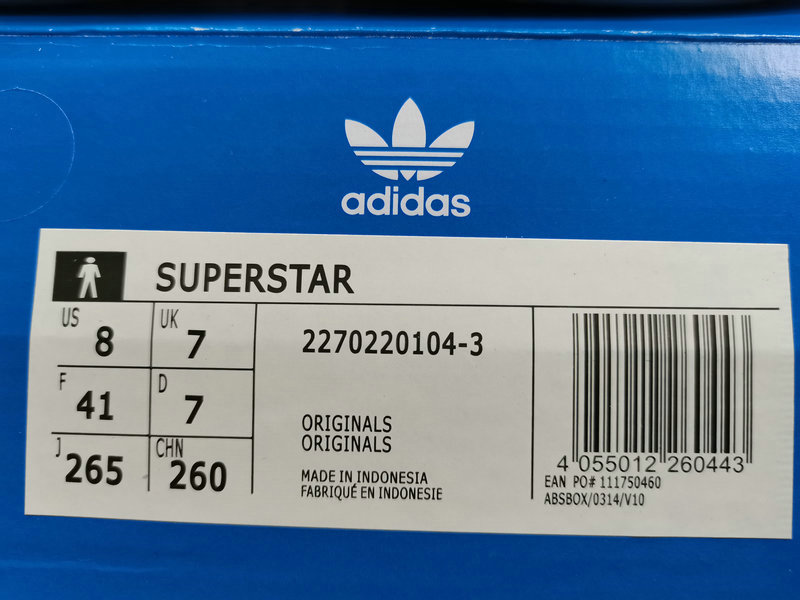 adidas
SUPERSTAR
US 8
UK 7
F 41
D 7
J 265
CHN 260
2270220104-3
ORIGINALS
ORIGINALS
MADE IN INDONESIA
FABRIQUÉ EN INDONESIE
4 055012 260443
EAN PO# 111750460
ABSBOX/0314/V10